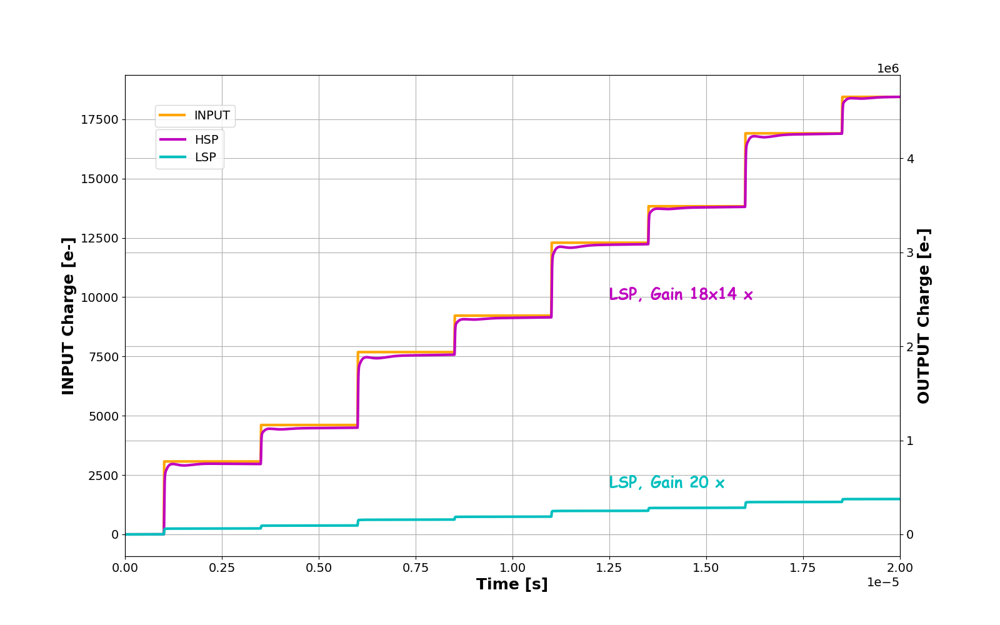 1e6
INPUT
HSP
LSP
17500
15000
12500
10000
7500
5000
2500
0
INPUT Charge [e-]
4
3
2
1
0
OUTPUT Charge [e-]
LSP, Gain 18x14 x
LSP, Gain 20 x
0.00 0.25 0.50 0.75 1.00 1.25 1.50 1.75 2.00
Time [s]
1e−5